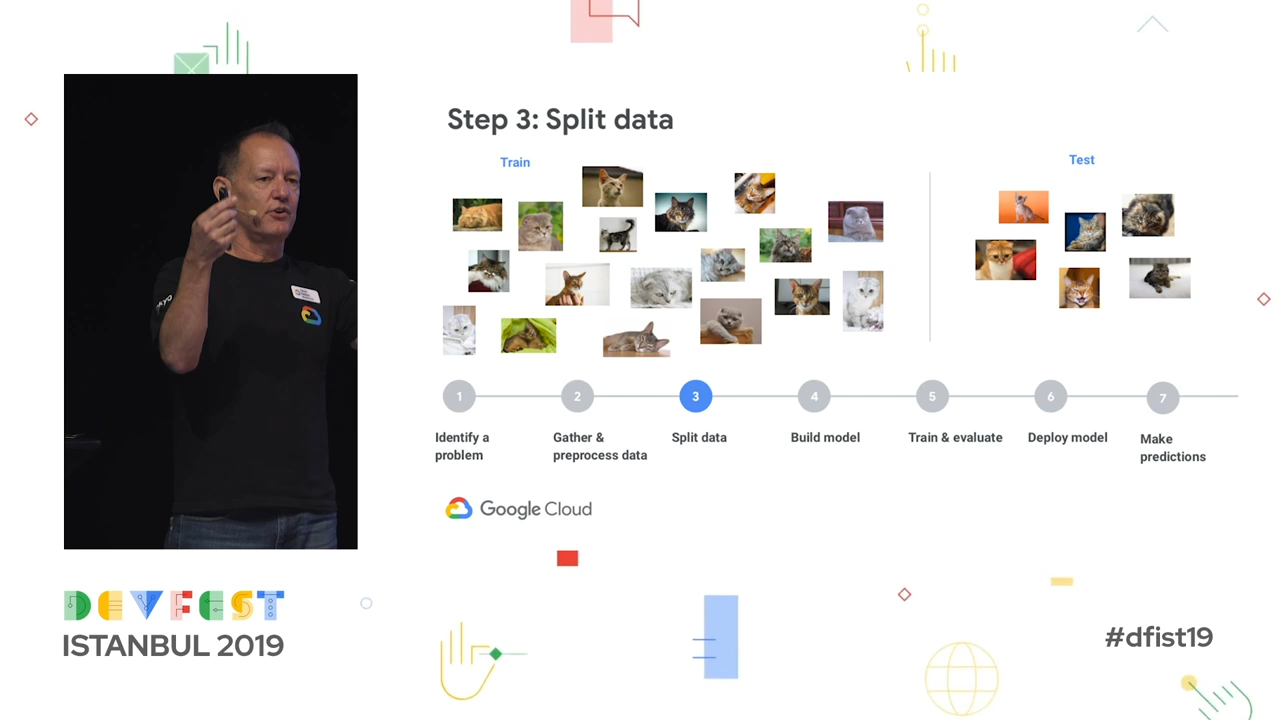 Step 3: Split data
Train
Test
1
2
3
4
5
6
7
Identify a
problem
Gather &
preprocess data
Split data
Build model
Train & evaluate
Deploy model
Make
predictions
Google Cloud
DEVFEST
ISTANBUL 2019
#dfist19